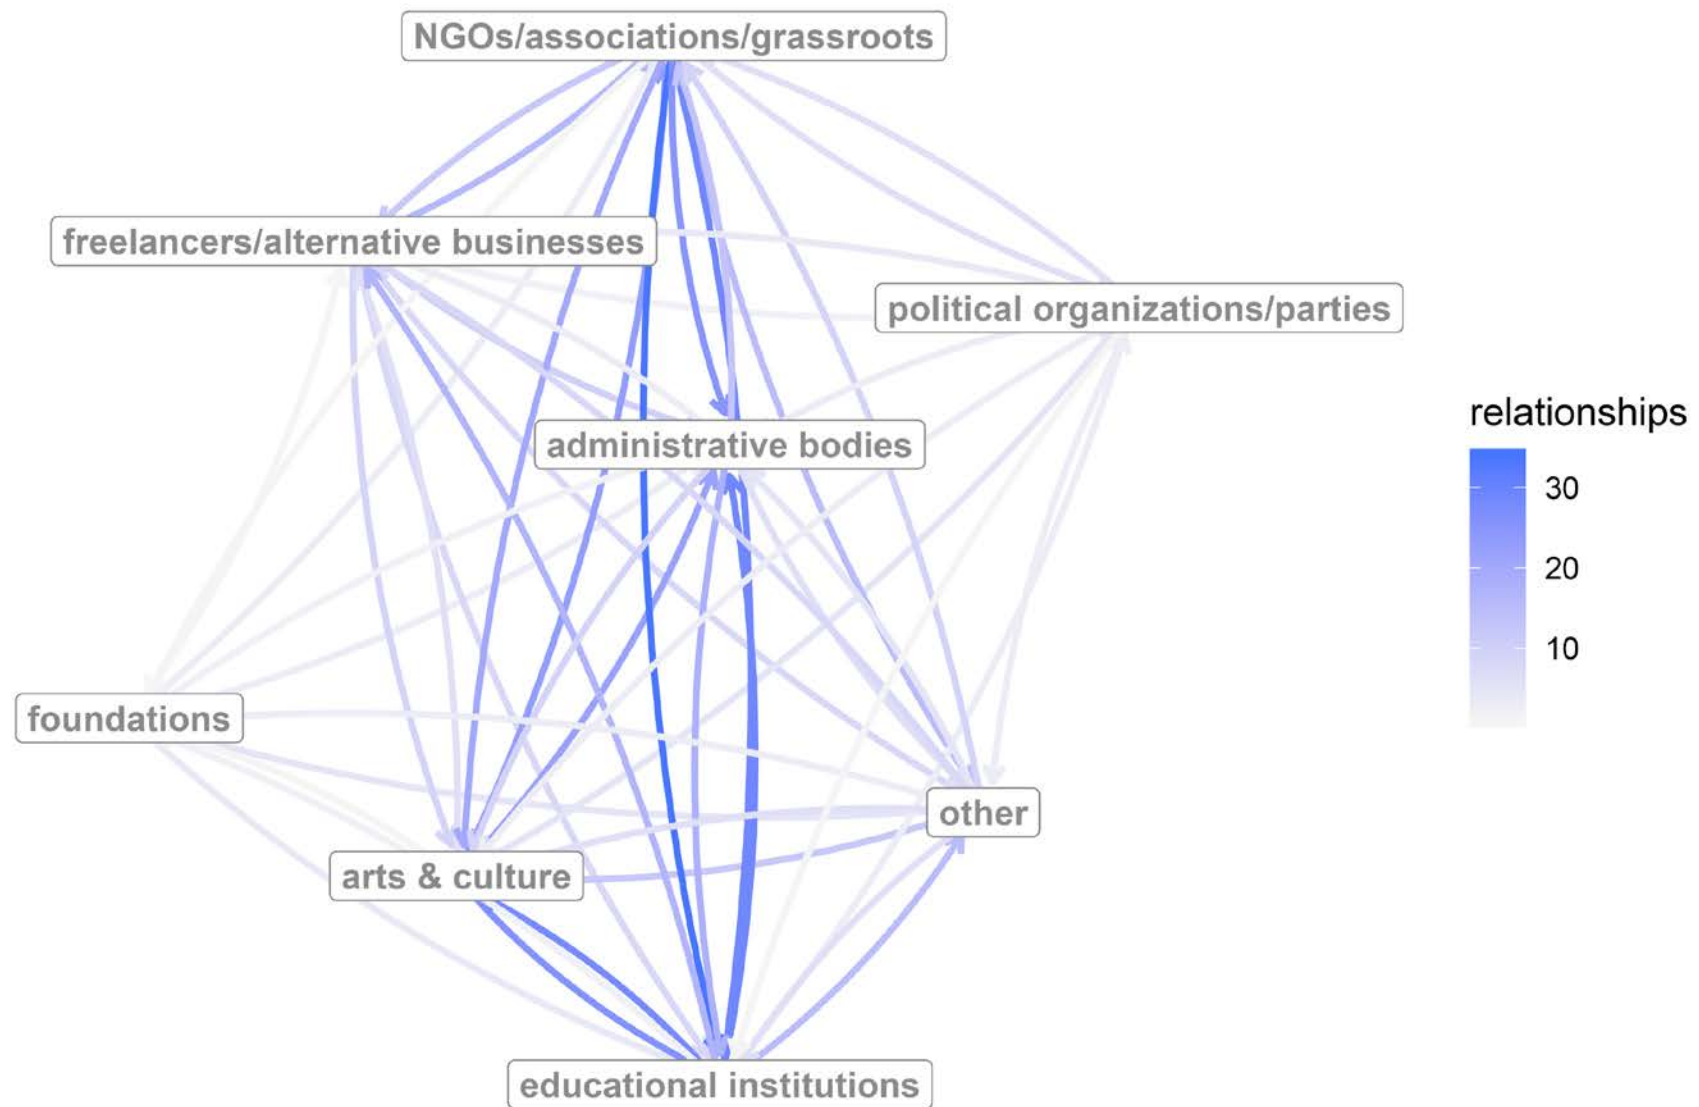 NGOs/associations/grassroots
freelancers/alternative businesses
political organizations/parties
relationships
administrative bodies
30
20
10
foundations
other
arts & culture
educational institutions